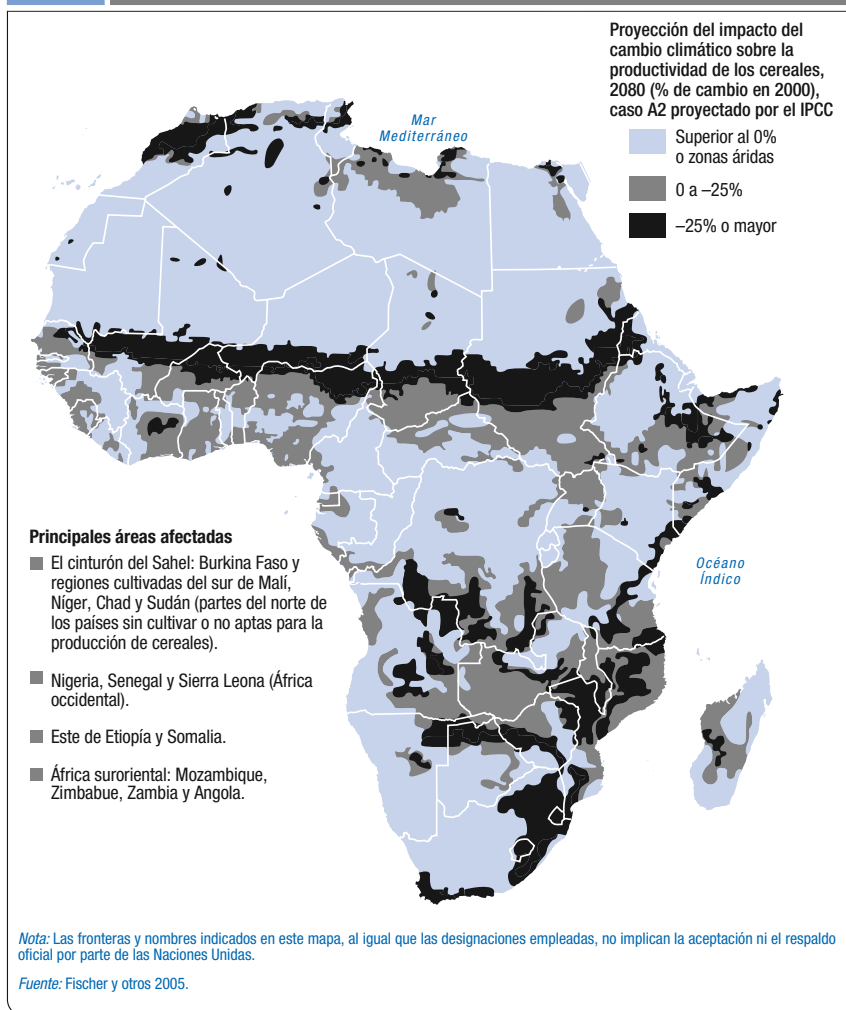 Proyección del impacto del
cambio climático sobre la
productividad de los cereales,
2080 (% de cambio en 2000),
caso A2 proyectado por el IPCC
Superior al 0%
o zonas áridas
0 a –25%
–25% o mayor
Mar
Mediterráneo
Océano
Índico
Principales áreas afectadas
El cinturón del Sahel: Burkina Faso y
regiones cultivadas del sur de Malí,
Níger, Chad y Sudán (partes del norte de
los países sin cultivar o no aptas para la
producción de cereales).
Nigeria, Senegal y Sierra Leona (África
occidental).
Este de Etiopía y Somalia.
África suroriental: Mozambique,
Zimbabue, Zambia y Angola.
Nota: Las fronteras y nombres indicados en este mapa, al igual que las designaciones empleadas, no implican la aceptación ni el respaldo
oficial por parte de las Naciones Unidas.
Fuente: Fischer y otros 2005.